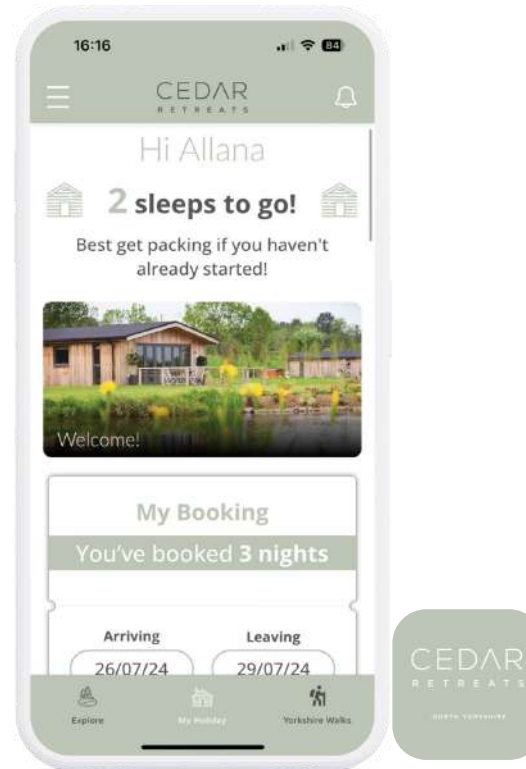 16:16
84
CEDAR
RETREATS
Hi Allana
2 sleeps to go!
Best get packing if you haven't
already started!
Welcome!
My Booking
You've booked 3 nights
Arriving Leaving
26/07/24 29/07/24
Explore My Holiday Yorkshire Walks
CEDAR
RETREATS
NORTH YORKSHIRE